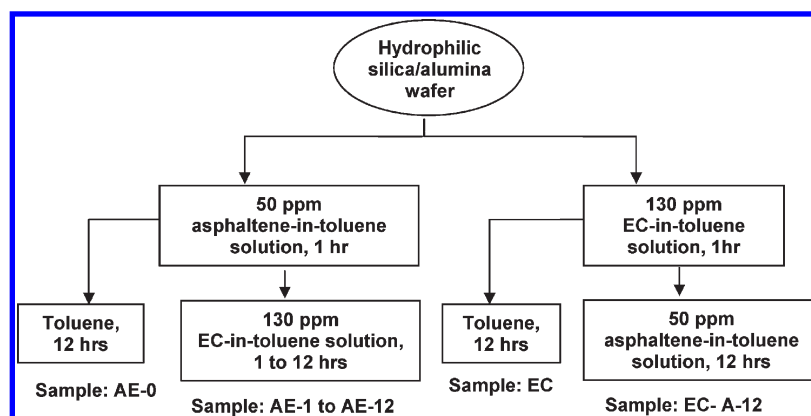 Hydrophilic
silica/alumina
wafer
50 ppm
asphaltene-in-toluene
solution, 1 hr
130 ppm
EC-in-toluene
solution, 1hr
Toluene,
12 hrs
Sample: AE-0
130 ppm
EC-in-toluene solution,
1 to 12 hrs
Sample: AE-1 to AE-12
Toluene,
12 hrs
Sample: EC
50 ppm
asphaltene-in-toluene
solution, 12 hrs
Sample: EC- A-12